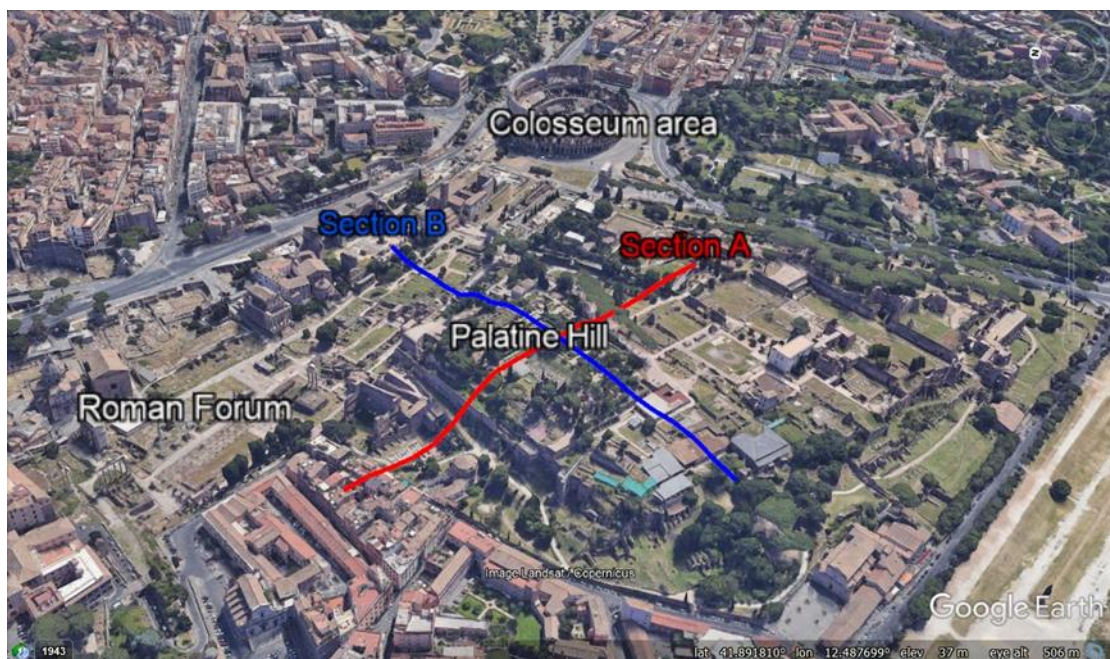 N
Colosseum area
Section B
Section A
Palatine Hill
Roman Forum
Image Landsat / Copernicus
Google Earth
1943
lat 41.891810° lon 12.487699° elev 37 m eye alt 506 m